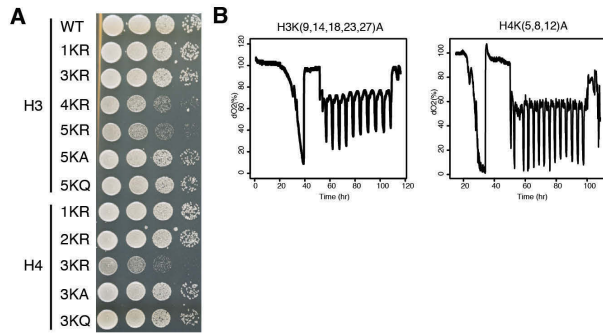 A
WT
1KR
3KR
H3
4KR
5KR
5KA
5KQ
1KR
2KR
H4
3KR
3KA
3KQ
B
H3K(9,14,18,23,27)A
dO2(%)
0 20 40 60 80 100 120
0 20 40 60 80 100 120
Time (hr)
H4K(5,8,12)A
dO2(%)
0 20 40 60 80 100
20 40 60 80 100
Time (hr)